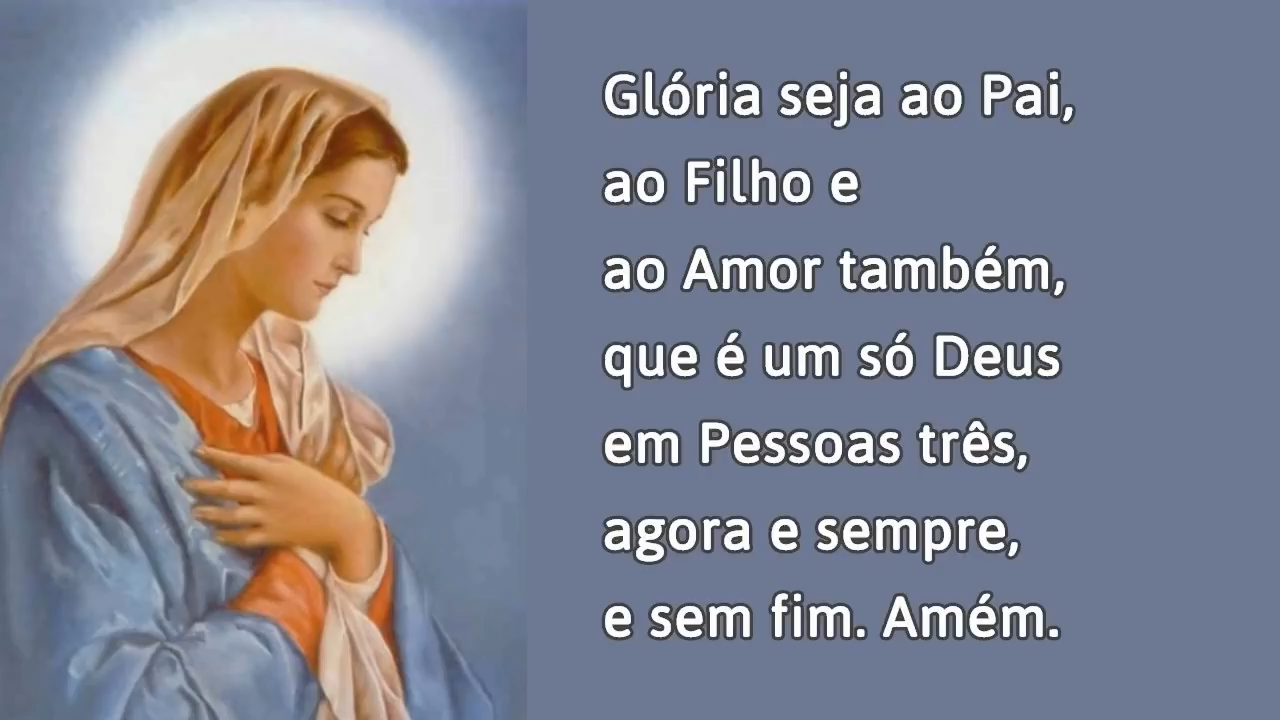 Glória seja ao Pai,
ao Filho e
ao Amor também,
que é um só Deus
em Pessoas três,
agora e sempre,
e sem fim. Amém.